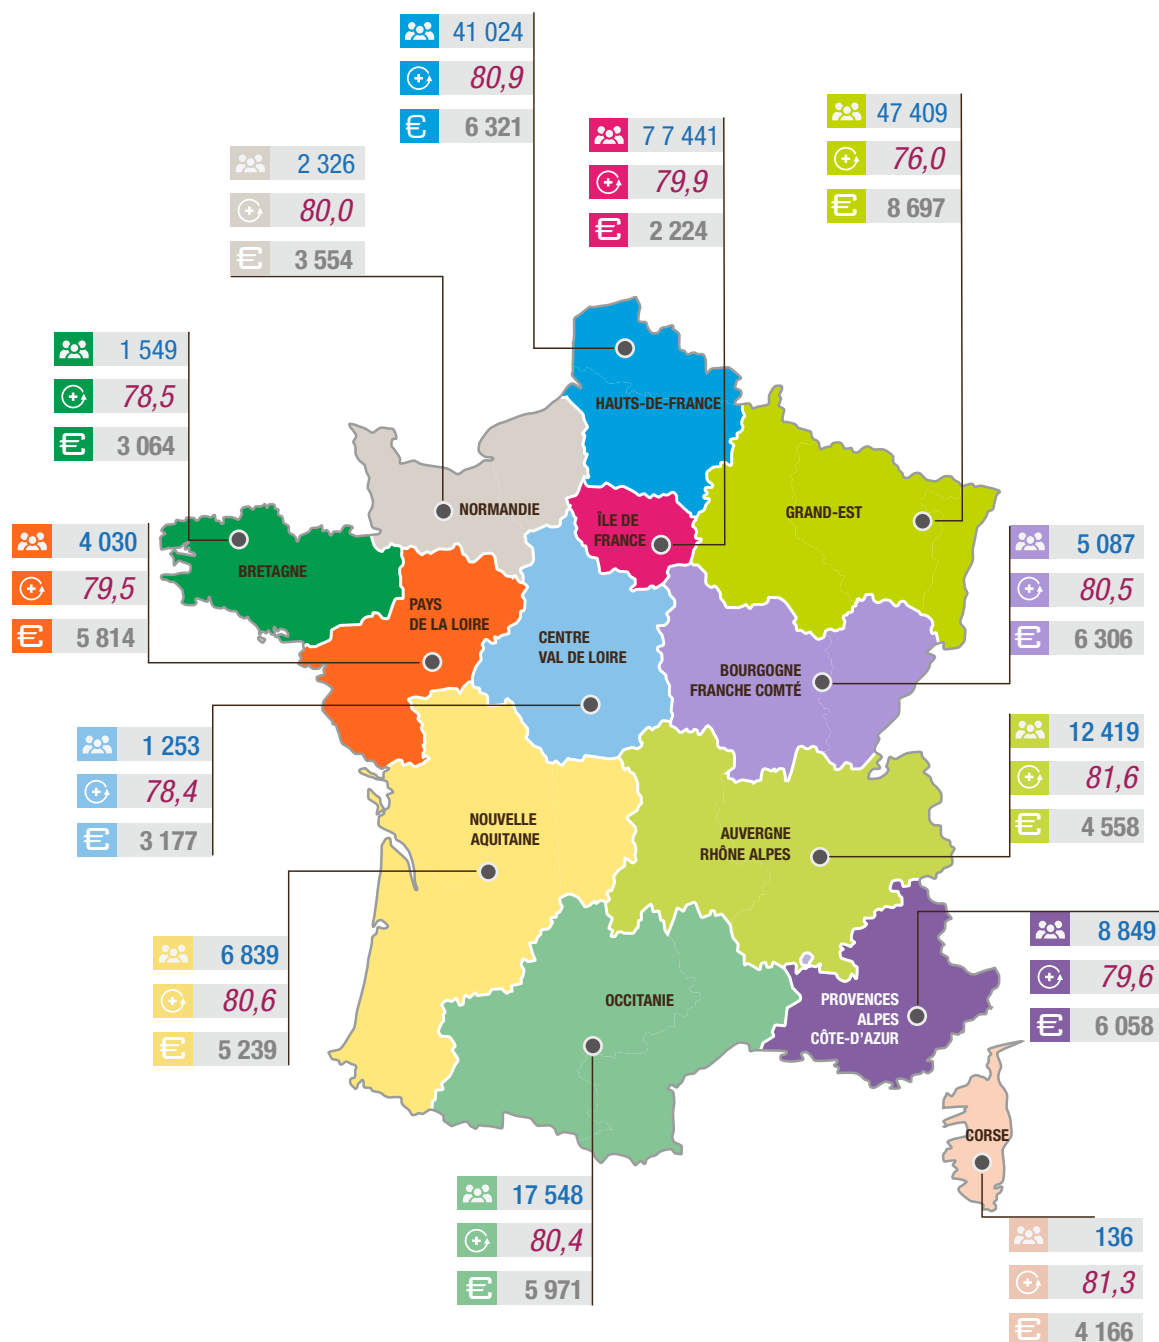 41 024
80,9
6 321
7 7 441
79,9
2 224
47 409
76,0
8 697
2 326
80,0
3 554
1 549
78,5
3 064
HAUTS-DE-FRANCE
NORMANDIE
ÎLE DE
FRANCE
GRAND-EST
BRETAGNE
4 030
79,5
5 814
5 087
80,5
6 306
PAYS
DE LA LOIRE
CENTRE
VAL DE LOIRE
BOURGOGNE
FRANCHE COMTÉ
1 253
78,4
3 177
12 419
81,6
4 558
NOUVELLE
AQUITAINE
AUVERGNE
RHÔNE ALPES
6 839
80,6
5 239
8 849
79,6
6 058
OCCITANIE
PROVENCES
ALPES
CÔTE-D'AZUR
CORSE
17 548
80,4
5 971
136
81,3
4 166